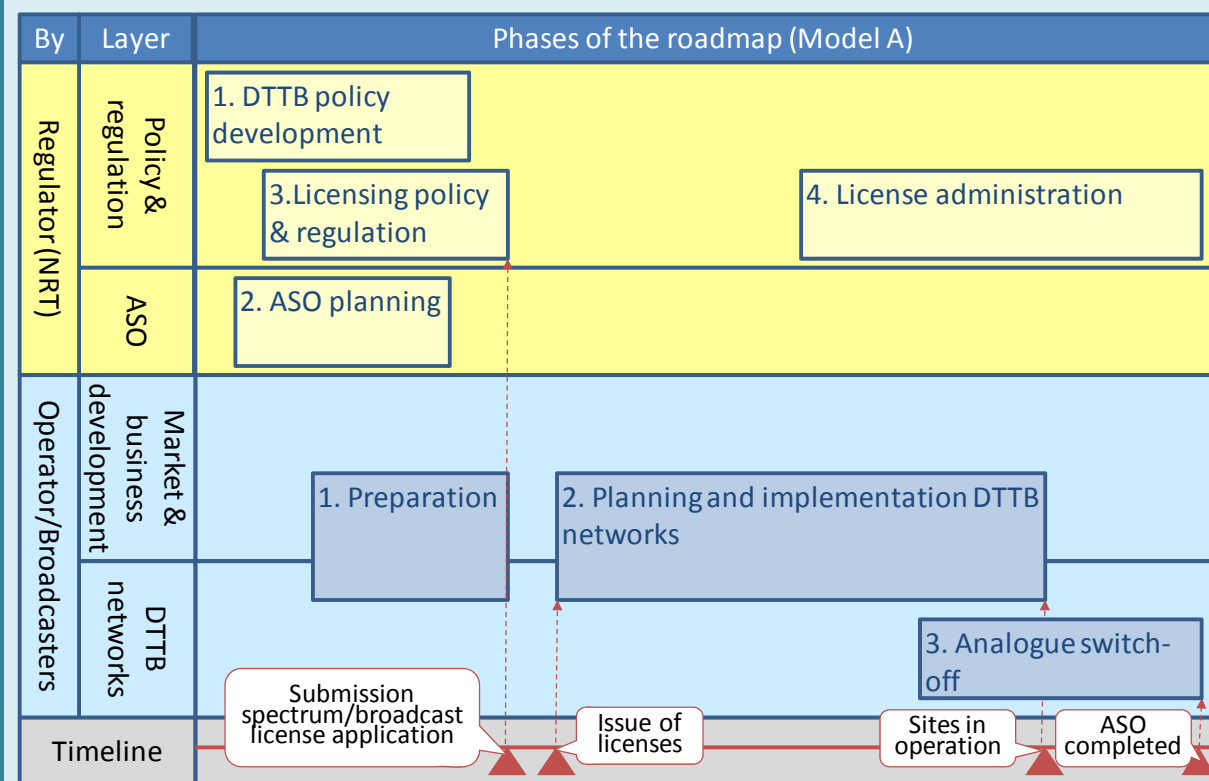 By
Layer
Phases of the roadmap (Model A)
Regulator (NRT)
Policy &
regulation
1. DTTB policy
development
3.Licensing policy
& regulation
4. License administration
ASO
2. ASO planning
Operator/Broadcasters
Market &
business
development
1. Preparation
2. Planning and implementation DTTB
networks
DTTB
networks
3. Analogue switch-
off
Submission
spectrum/broadcast
license application
Issue of
licenses
Sites in
operation
ASO
completed
Timeline